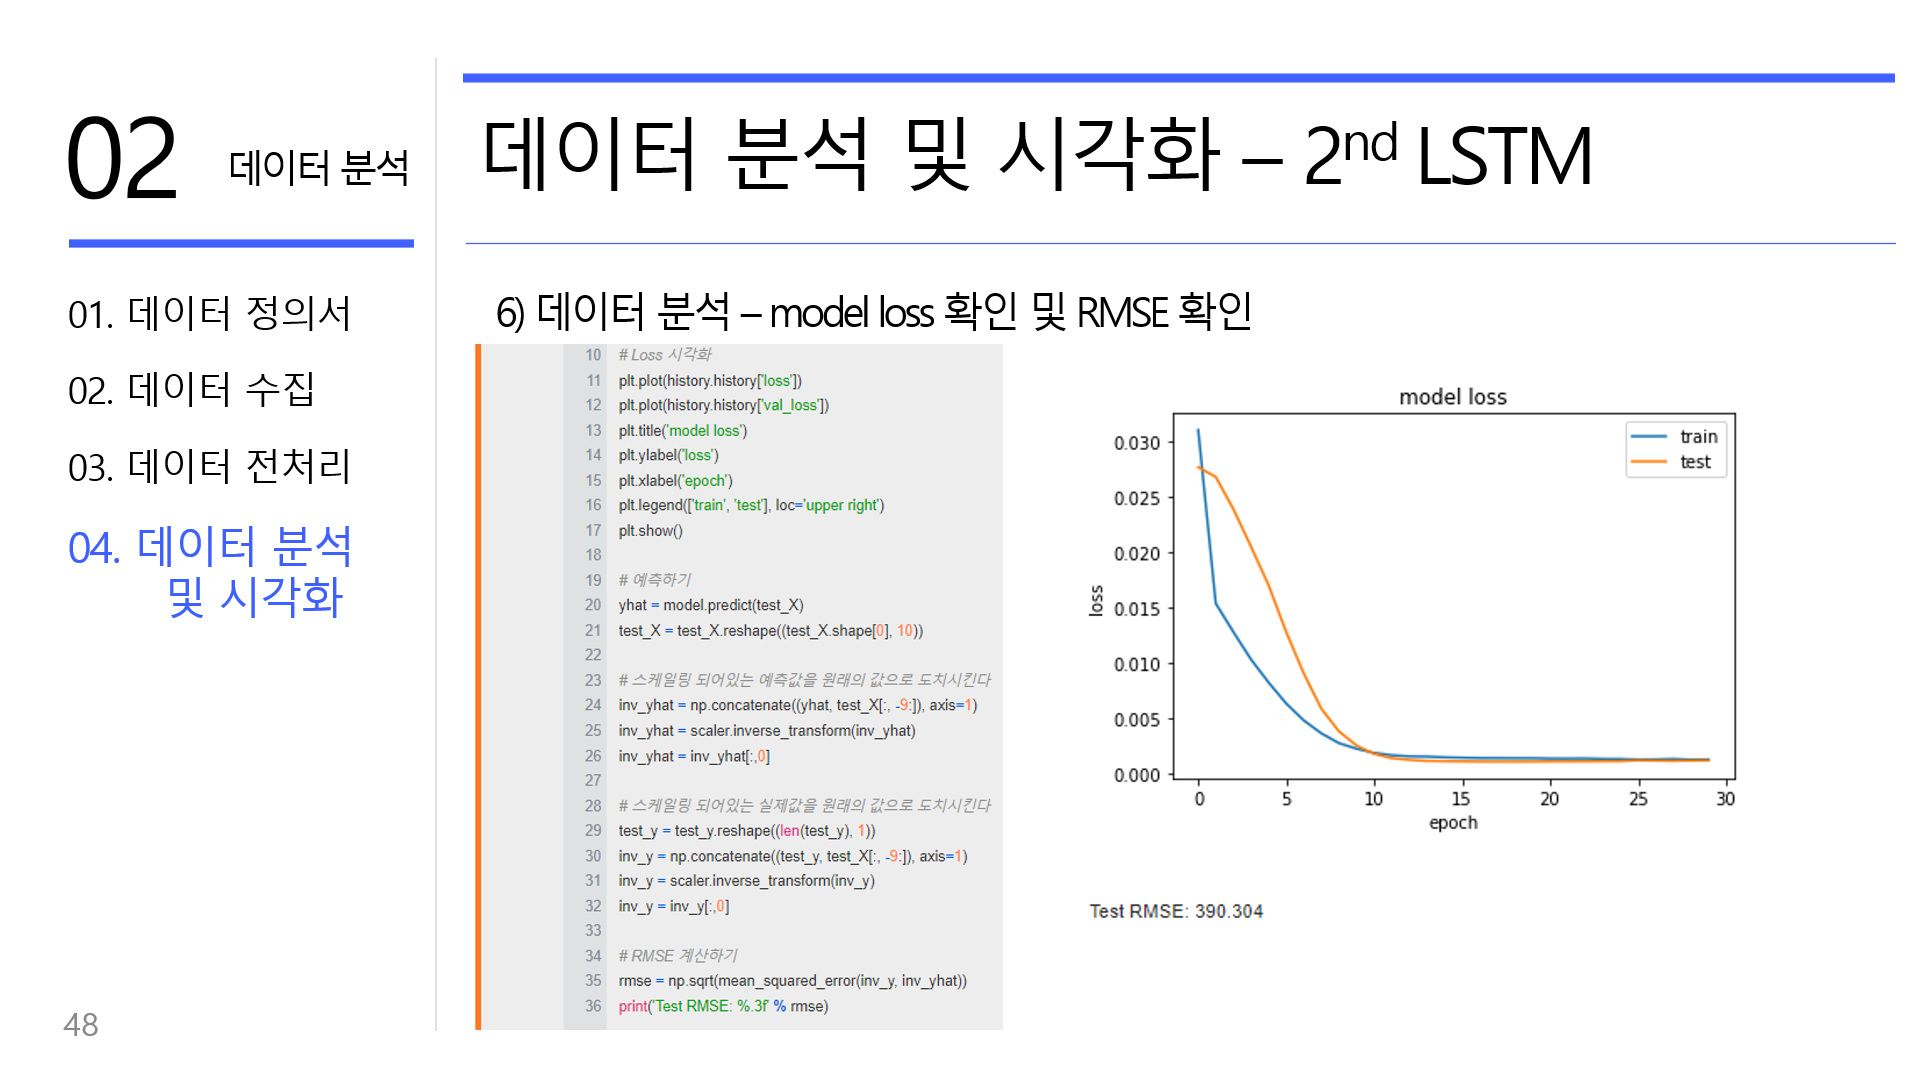 02 데이터 분석
01. 데이터 정의서
02. 데이터 수집
03. 데이터 전처리
04. 데이터 분석
및 시각화
48
데이터 분석 및 시각화 – 2nd LSTM
6) 데이터 분석 – model loss 확인 및 RMSE 확인
10 # Loss 시각화
11 plt.plot(history.history['loss'])
12 plt.plot(history.history['val_loss'])
13 plt.title('model loss')
14 plt.ylabel('loss')
15 plt.xlabel('epoch')
16 plt.legend(['train', 'test'], loc='upper right')
17 plt.show()
18
19 # 예측하기
20 yhat = model.predict(test_X)
21 test_X = test_X.reshape((test_X.shape[0], 10))
22
23 # 스케일링 되어있는 예측값을 원래의 값으로 도치시킨다
24 inv_yhat = np.concatenate((yhat, test_X[:, -9:]), axis=1)
25 inv_yhat = scaler.inverse_transform(inv_yhat)
26 inv_yhat = inv_yhat[:,0]
27
28 # 스케일링 되어있는 실제값을 원래의 값으로 도치시킨다
29 test_y = test_y.reshape((len(test_y), 1))
30 inv_y = np.concatenate((test_y, test_X[:, -9:]), axis=1)
31 inv_y = scaler.inverse_transform(inv_y)
32 inv_y = inv_y[:,0]
33
34 # RMSE 계산하기
35 rmse = np.sqrt(mean_squared_error(inv_y, inv_yhat))
36 print('Test RMSE: %.3f' % rmse)
model loss
train
test
0.030
0.025
0.020
0.015
0.010
0.005
0.000
loss
0 5 10 15 20 25 30
epoch
Test RMSE: 390.304